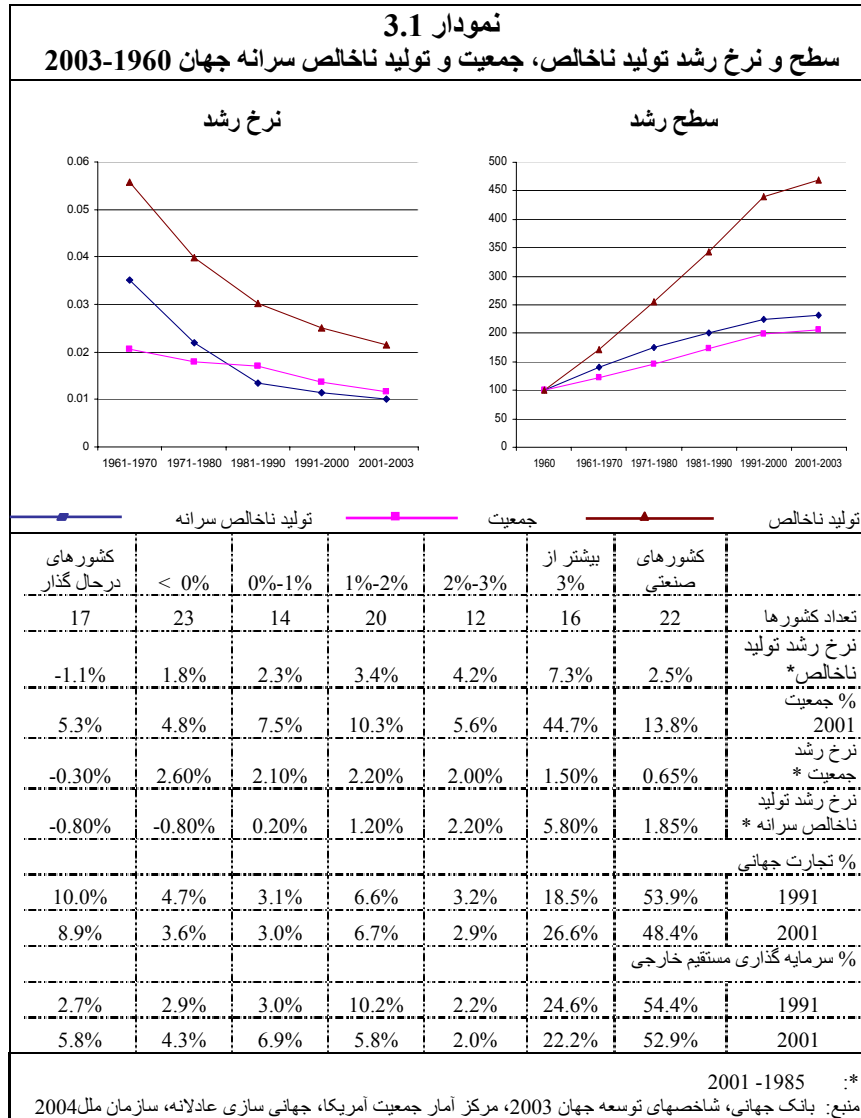 نمودار 3.1
سطح و نرخ رشد تولید ناخالص، جمعیت و تولید ناخالص سرانه جهان 1960-2003
سطح رشد
500
450
400
350
300
250
200
150
100
50
0
1960 1961-1970 1971-1980 1981-1990 1991-2000 2001-2003
نرخ رشد
0.06
0.05
0.04
0.03
0.02
0.01
0
1961-1970 1971-1980 1981-1990 1991-2000 2001-2003
تولید ناخالص جمعیت تولید ناخالص سرانه
کشورهای صنعتی بیشتر از 3% 2%-3% 1%-2% 0%-1% < 0% کشورهای درحال گذار
تعداد کشورها 22 16 12 20 14 23 17
نرخ رشد تولید
ناخالص* 2.5% 7.3% 4.2% 3.4% 2.3% 1.8% -1.1%
% جمعیت
2001 13.8% 44.7% 5.6% 10.3% 7.5% 4.8% 5.3%
نرخ رشد
جمعیت * 0.65% 1.50% 2.00% 2.20% 2.10% 2.60% -0.30%
نرخ رشد تولید
ناخالص سرانه * 1.85% 5.80% 2.20% 1.20% 0.20% -0.80% -0.80%
% تجارت جهانی
1991 53.9% 18.5% 3.2% 6.6% 3.1% 4.7% 10.0%
2001 48.4% 26.6% 2.9% 6.7% 3.0% 3.6% 8.9%
% سرمایه گذاری مستقیم خارجی
1991 54.4% 24.6% 2.2% 10.2% 3.0% 2.9% 2.7%
2001 52.9% 22.2% 2.0% 5.8% 6.9% 4.3% 5.8%
*: 1985- 2001
منبع: بانک جهانی، شاخصهای توسعه جهان 2003، مرکز آمار جمعیت آمریکا، جهانی سازی عادلانه، سازمان ملل2004